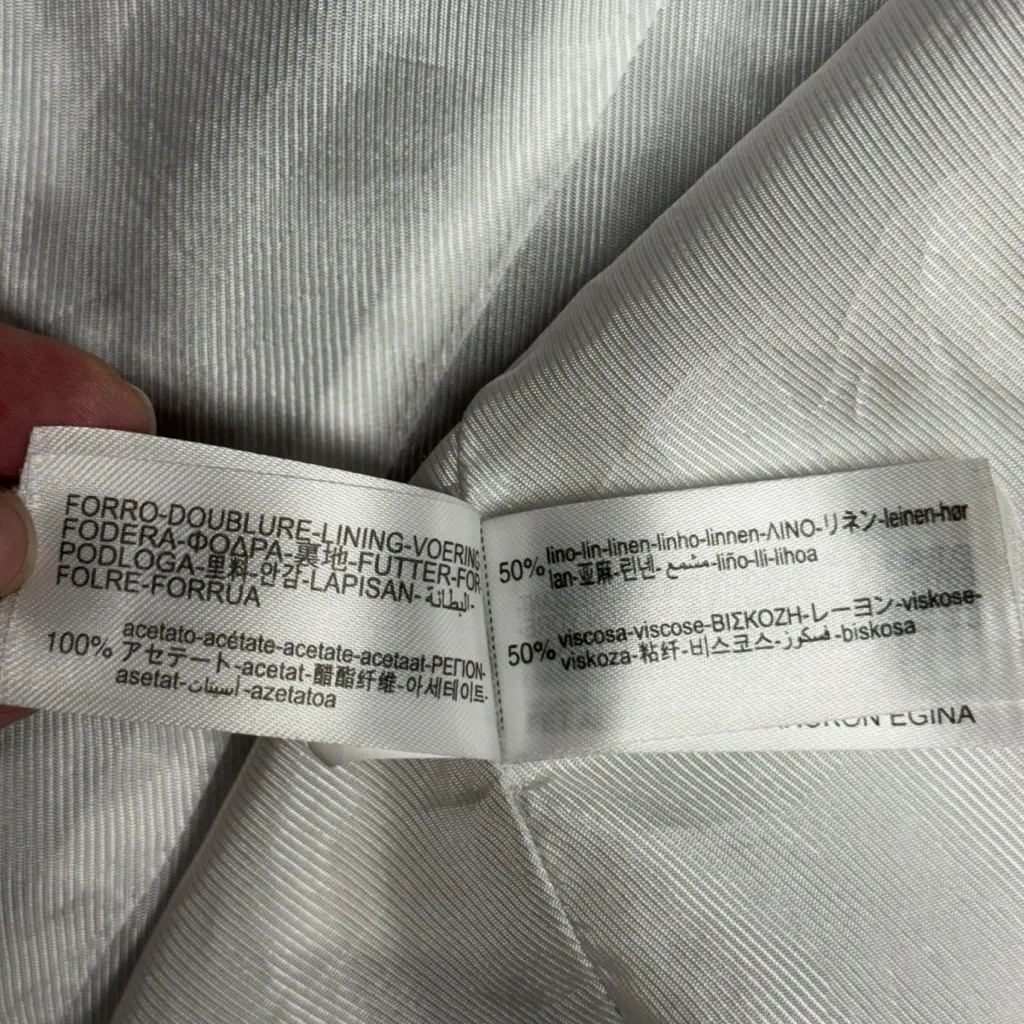 FORRO-DOUBLURE-LINING-VOERING
FODERA-ΦΟΔΡΑ-裏地-FUTTER-FOR
PODLOGA-里料-안감-LAPISAN-البطانة-
FOLRE-FORRUA
100% acetato-acétate-acetate-acetaat-ΡΕΓΙΟΝ-
アセテート-acetat-醋酯纤维-아세테이트-
asetat-أسيتات-azetatoa
50% lino-lin-linen-linho-linnen-ΛΙΝΟ-リネン-leinen-hør
lan-亚麻-린넨-مشمع-liño-lli-lihoa
50% viscosa-viscose-ΒΙΣΚΟΖΗ-レーヨン-viskose-
viskoza-粘纤-비스코스-فسكوز-biskosa
EGINA